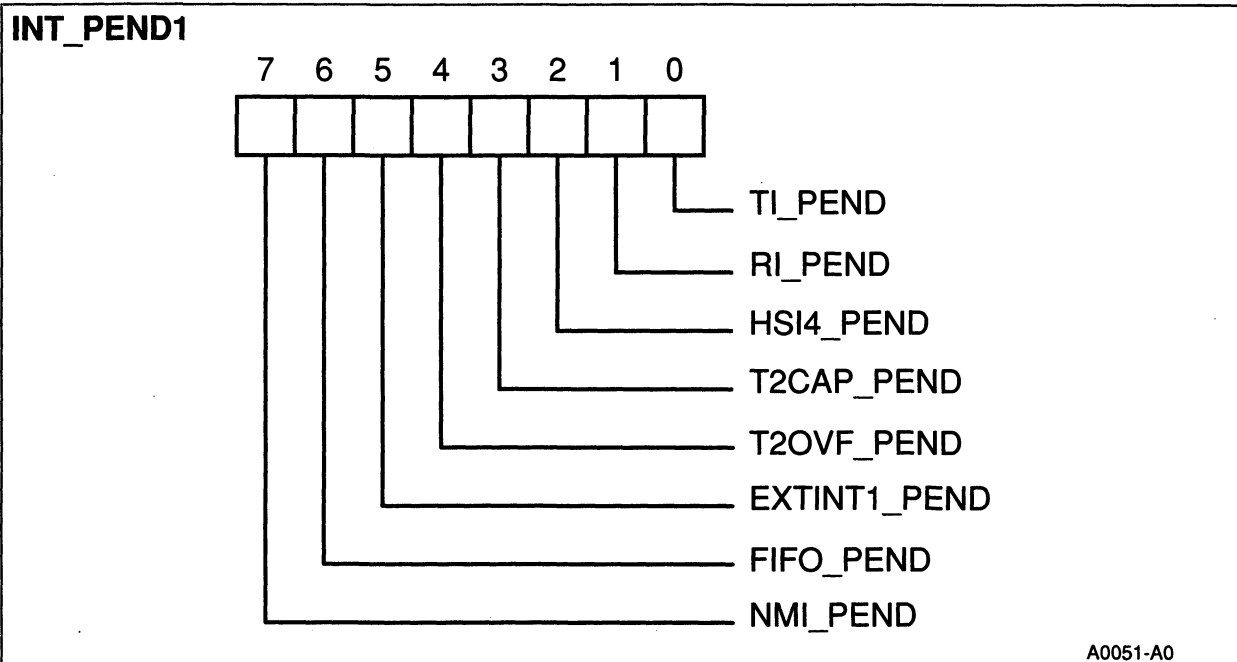 INT_PEND1
7 6 5 4 3 2 1 0
TI_PEND
RI_PEND
HSI4_PEND
T2CAP_PEND
T2OVF_PEND
EXTINT1_PEND
FIFO_PEND
NMI_PEND
A0051-A0